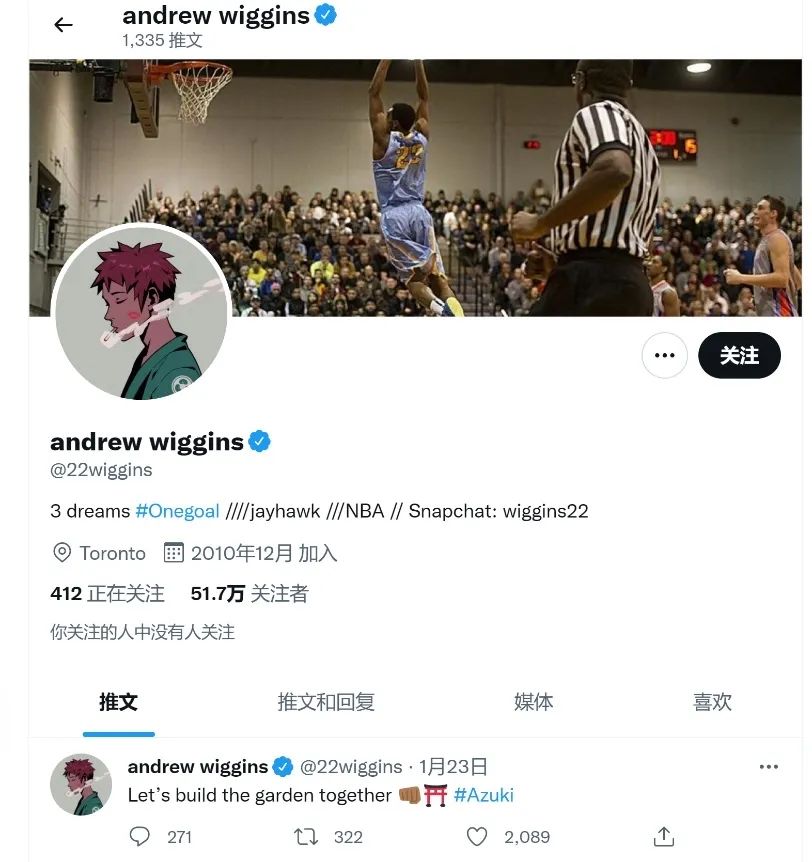 andrew wiggins
1,335 推文
22
关注
andrew wiggins
@22wiggins
3 dreams #Onegoal ////jayhawk ///NBA // Snapchat: wiggins22
Toronto 2010年12月 加入
412 正在关注 51.7万 关注者
你关注的人中没有人关注
推文 推文和回复 媒体 喜欢
andrew wiggins @22wiggins · 1月23日
Let’s build the garden together 👊🏾⛩️ #Azuki
271 322 2,089